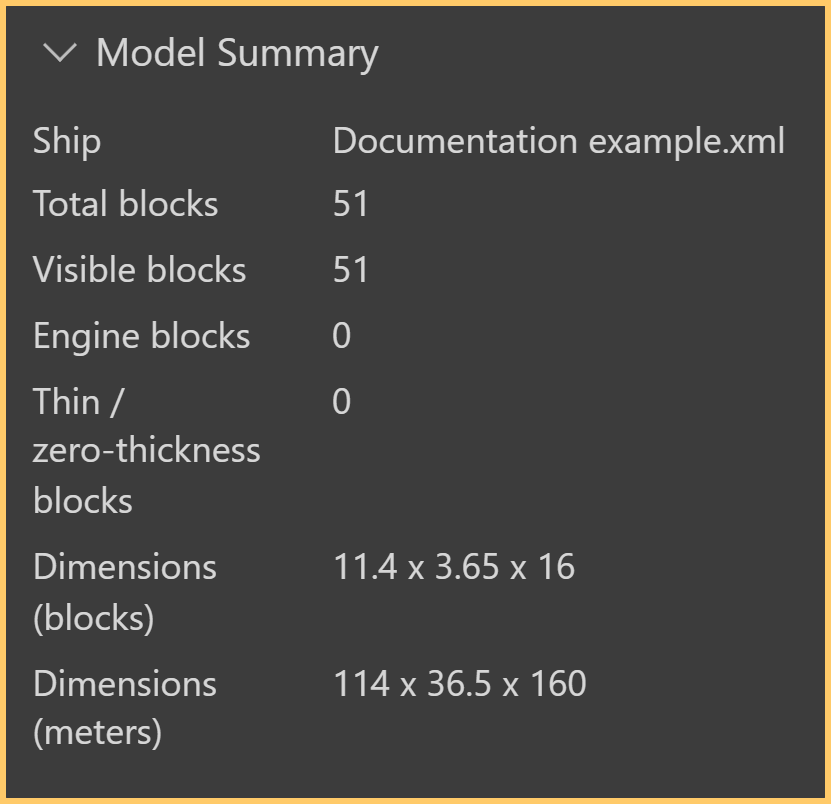 Model Summary
Ship Documentation example.xml
Total blocks 51
Visible blocks 51
Engine blocks 0
Thin / 0
zero-thickness
blocks
Dimensions 11.4 x 3.65 x 16
(blocks)
Dimensions 114 x 36.5 x 160
(meters)